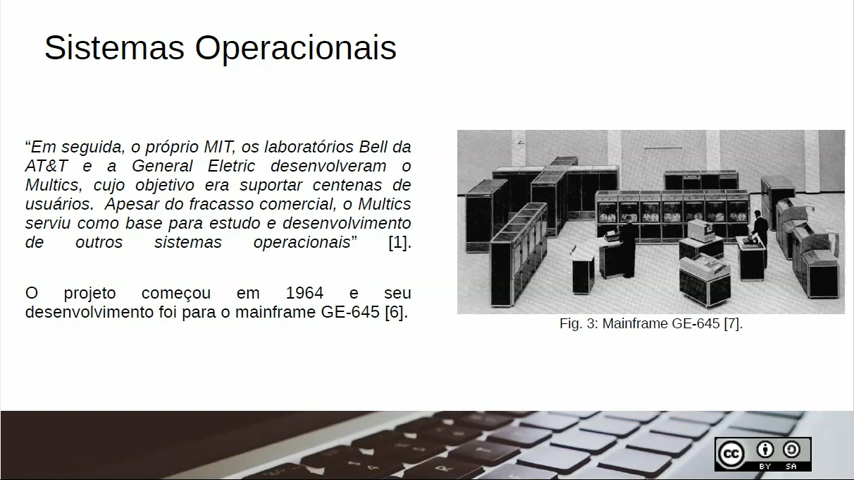 Sistemas Operacionais
“Em seguida, o próprio MIT, os laboratórios Bell da
AT&T e a General Eletric desenvolveram o
Multics, cujo objetivo era suportar centenas de
usuários. Apesar do fracasso comercial, o Multics
serviu como base para estudo e desenvolvimento
de outros sistemas operacionais” [1].
O projeto começou em 1964 e seu
desenvolvimento foi para o mainframe GE-645 [6].
Fig. 3: Mainframe GE-645 [7].
cc
BY SA